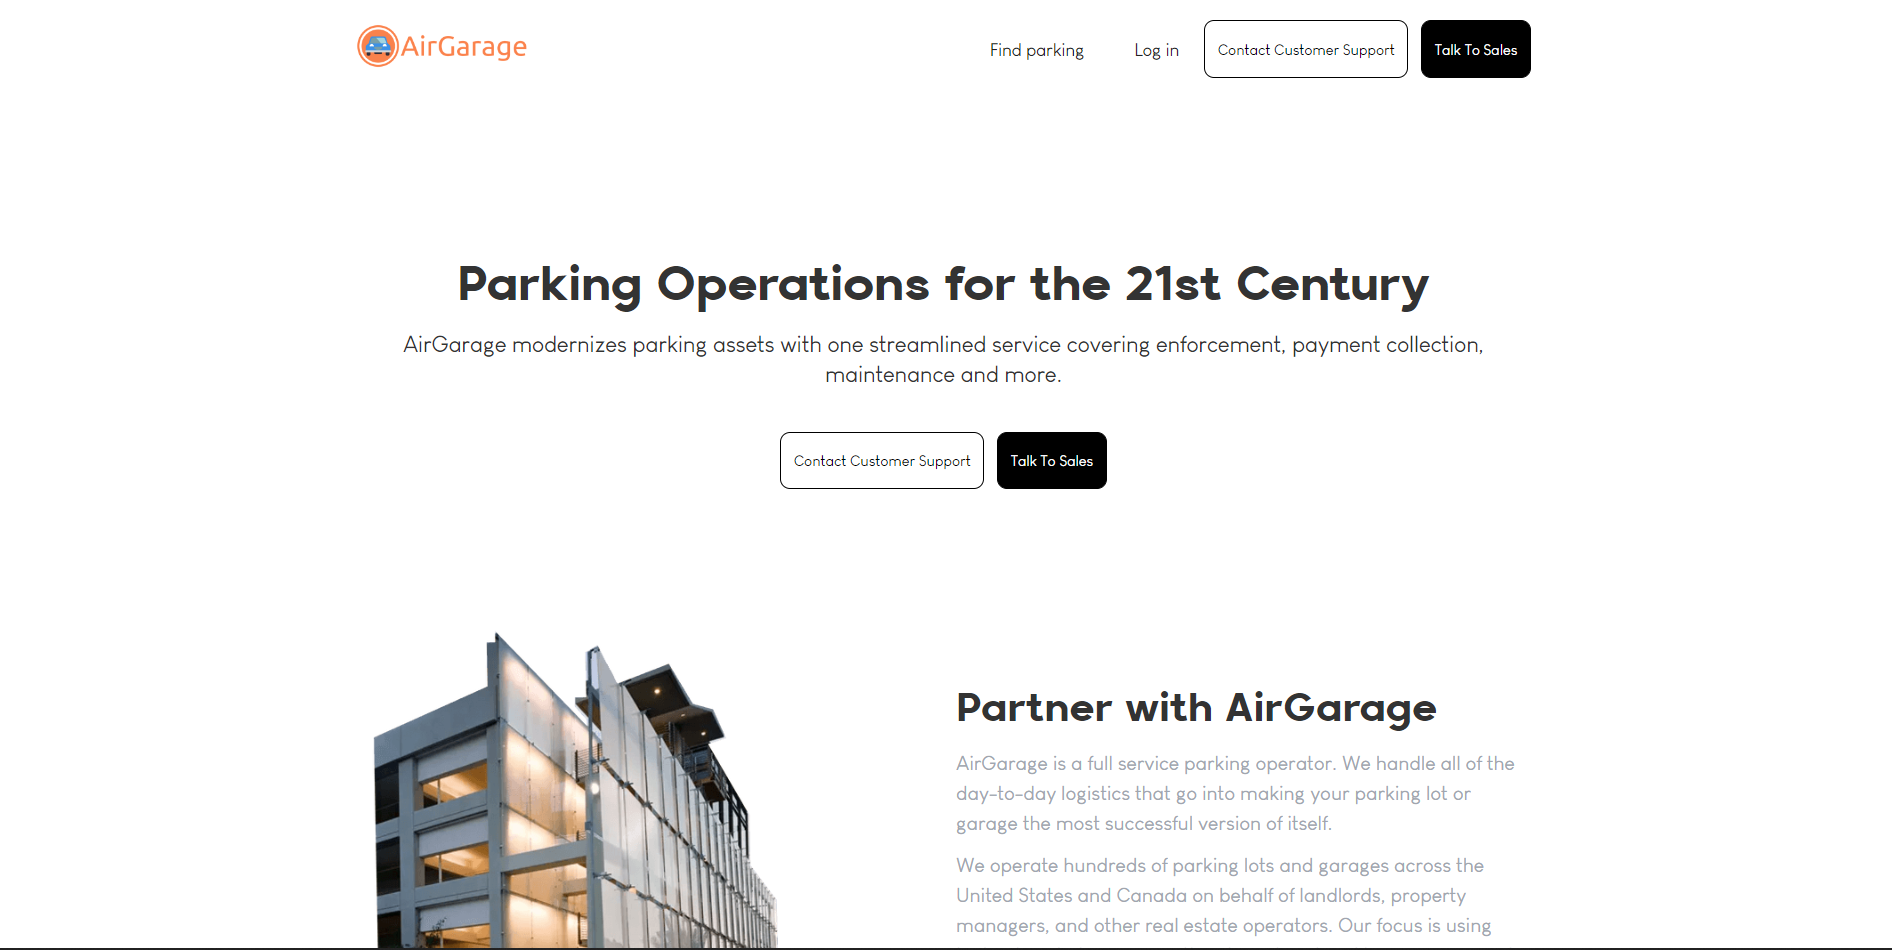 AirGarage
Find parking
Log in
Contact Customer Support
Talk To Sales
Parking Operations for the 21st Century
AirGarage modernizes parking assets with one streamlined service covering enforcement, payment collection,
maintenance and more.
Contact Customer Support
Talk To Sales
Partner with AirGarage
AirGarage is a full service parking operator. We handle all of the
day-to-day logistics that go into making your parking lot or
garage the most successful version of itself.
We operate hundreds of parking lots and garages across the
United States and Canada on behalf of landlords, property
managers, and other real estate operators. Our focus is using